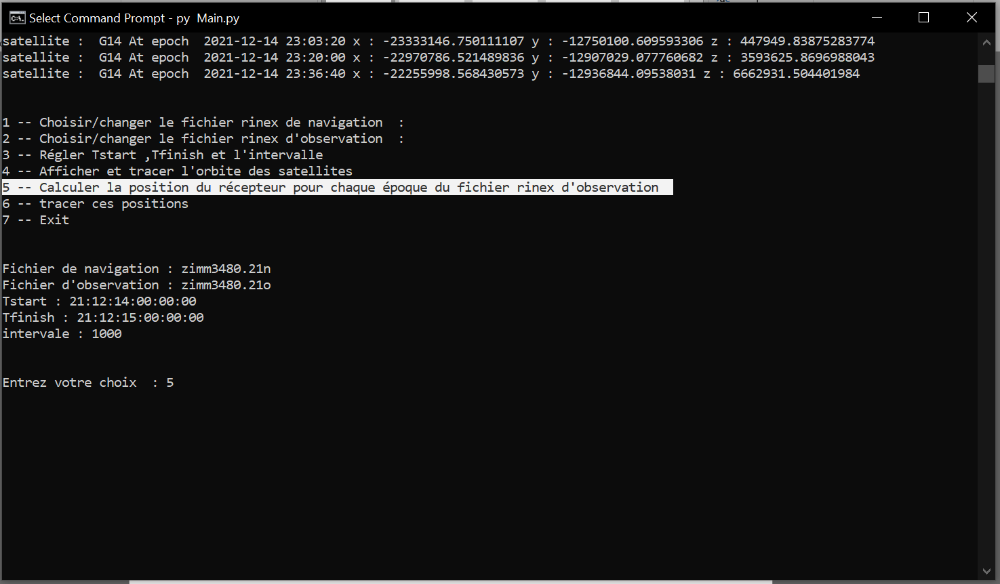 Select Command Prompt - py  Main.py
satellite :  G14 At epoch  2021-12-14 23:03:20 x : -23333146.750111107 y : -12750100.609593306 z : 447949.83875283774
satellite :  G14 At epoch  2021-12-14 23:20:00 x : -22970786.521489836 y : -12907029.077760682 z : 3593625.8696988043
satellite :  G14 At epoch  2021-12-14 23:36:40 x : -22255998.568430573 y : -12936844.09538031 z : 6662931.504401984
1 -- Choisir/changer le fichier rinex de navigation  :
2 -- Choisir/changer le fichier rinex d'observation  :
3 -- Régler Tstart ,Tfinish et l'intervalle
4 -- Afficher et tracer l'orbite des satellites
5 -- Calculer la position du récepteur pour chaque époque du fichier rinex d'observation
6 -- tracer ces positions
7 -- Exit
Fichier de navigation : zimm3480.21n
Fichier d'observation : zimm3480.21o
Tstart : 21:12:14:00:00:00
Tfinish : 21:12:15:00:00:00
intervale : 1000
Entrez votre choix  : 5